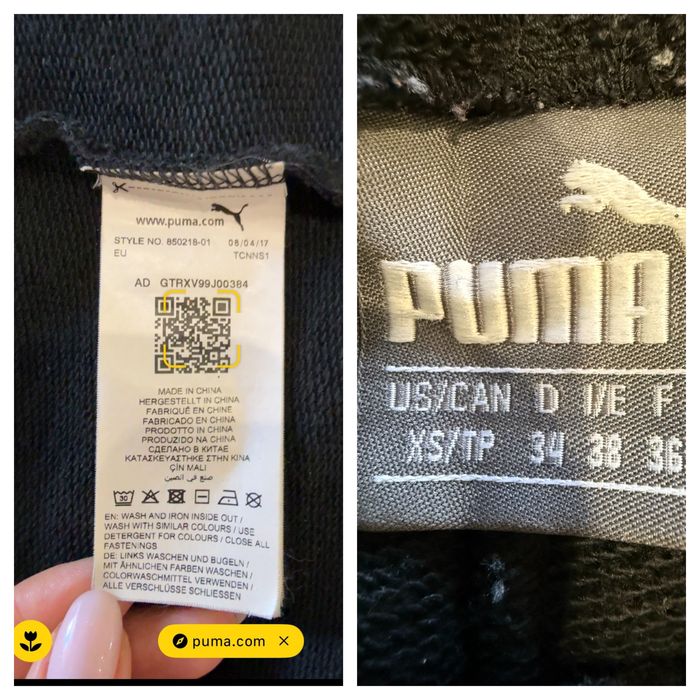 www.puma.com
STYLE NO. 850218-01 08/04/17
EU TCNNS1
AD GTRXV99J00384
MADE IN CHINA
HERGESTELLT IN CHINA
FABRIQUÉ EN CHINE
FABRICADO EN CHINA
PRODOTTO IN CHINA
PRODUZIDO NA CHINA
СДЕЛАНО В КИТАЕ
ΚΑΤΑΣΚΕΥΑΣΤΗΚΕ ΣΤΗΝ ΚΙΝΑ
ÇİN MALI
صنع في الصين
30
EN: WASH AND IRON INSIDE OUT /
WASH WITH SIMILAR COLOURS / USE
DETERGENT FOR COLOURS / CLOSE ALL
FASTENINGS
DE: LINKS WASCHEN UND BÜGELN /
MIT ÄHNLICHEN FARBEN WASCHEN /
COLORWASCHMITTEL VERWENDEN /
ALLE VERSCHLÜSSE SCHLIESSEN
puma.com ×
PUMA
US/CAN D I/E F
XS/TP 34 38 36